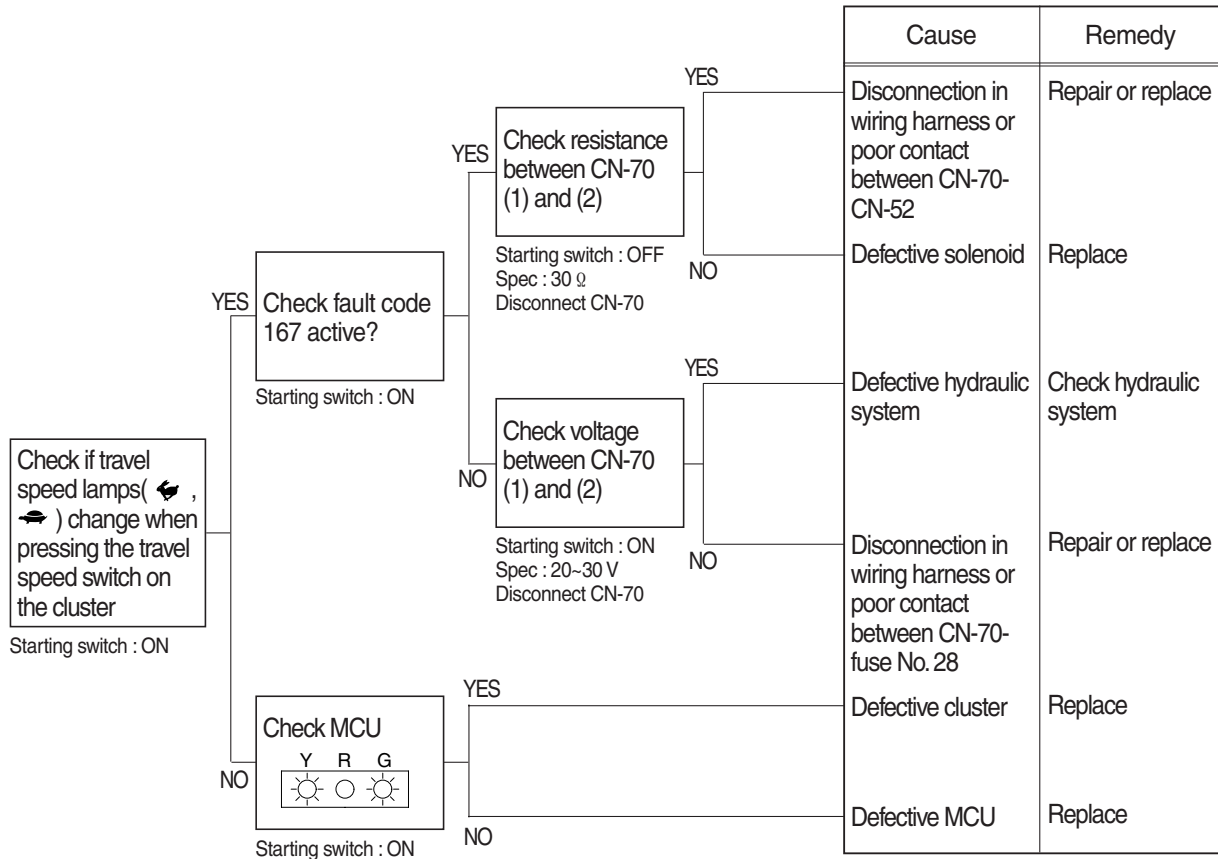 Cause
Remedy
YES
Disconnection in
wiring harness or
poor contact
between CN-70-
CN-52
Repair or replace
YES
Check resistance
between CN-70
(1) and (2)
Starting switch : OFF
Spec : 30 Ω
Disconnect CN-70
NO
Defective solenoid
Replace
YES
Check fault code
167 active?
Starting switch : ON
YES
Defective hydraulic
system
Check hydraulic
system
NO
Check voltage
between CN-70
(1) and (2)
Starting switch : ON
Spec : 20~30 V
Disconnect CN-70
NO
Disconnection in
wiring harness or
poor contact
between CN-70-
fuse No. 28
Repair or replace
Check if travel
speed lamps( ,
) change when
pressing the travel
speed switch on
the cluster
Starting switch : ON
YES
Defective cluster
Replace
NO
Check MCU
Y R G
Starting switch : ON
NO
Defective MCU
Replace